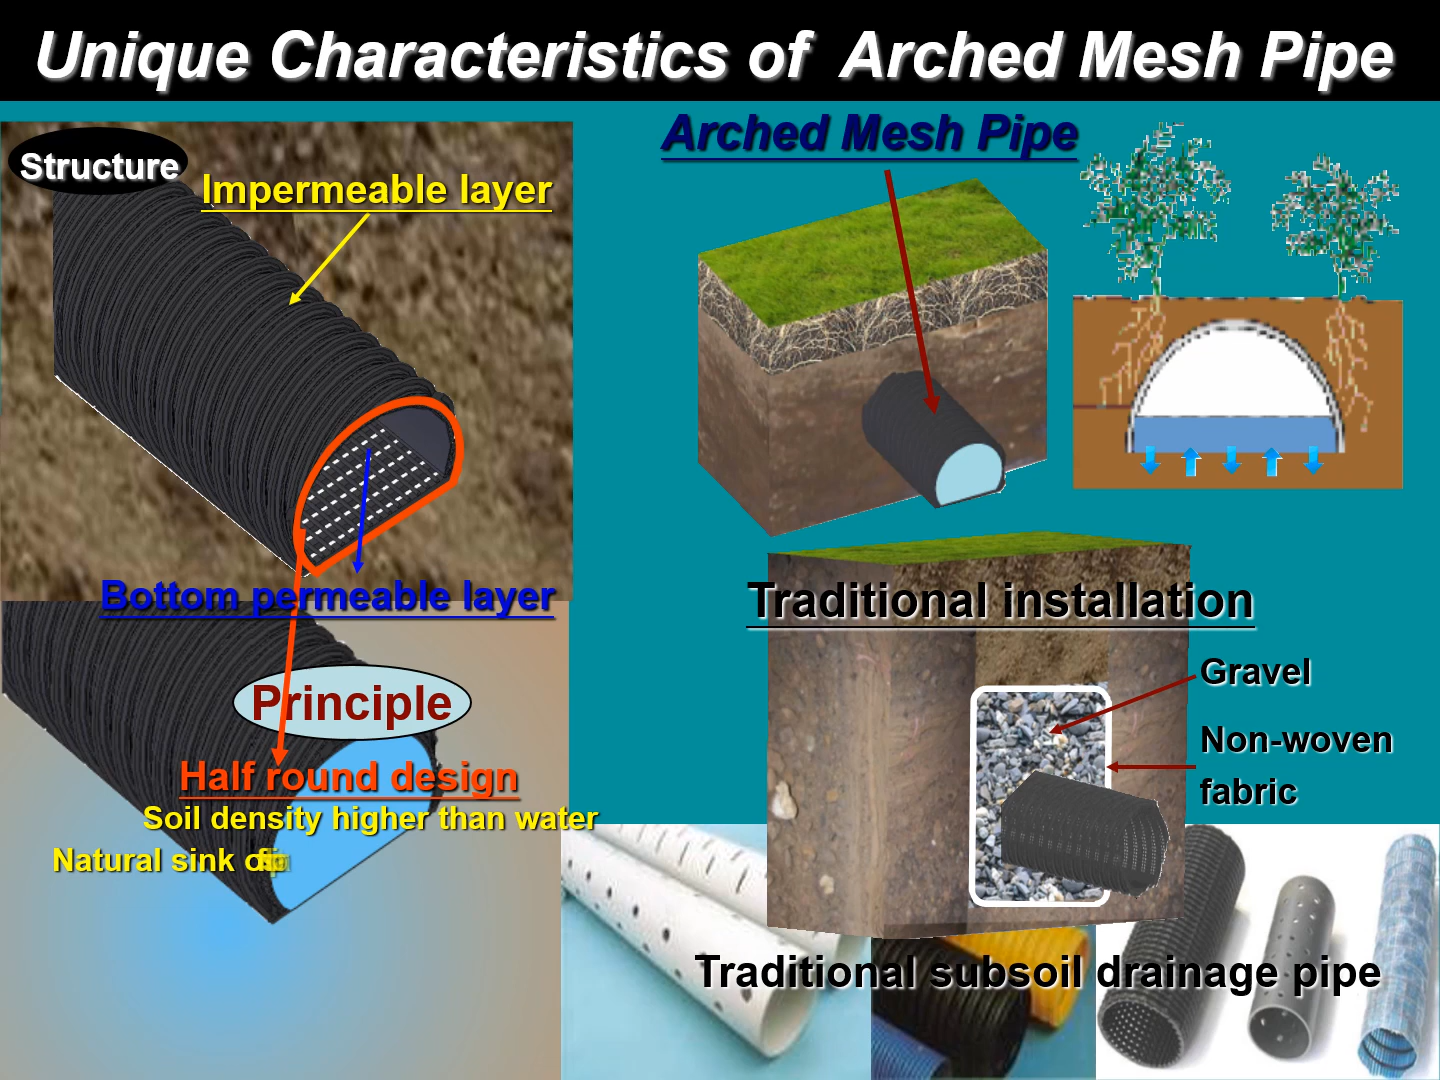 Unique Characteristics of Arched Mesh Pipe
Structure
Impermeable layer
Bottom permeable layer
Principle
Half round design
Soil density higher than water
Natural sink
Arched Mesh Pipe
Traditional installation
Gravel
Non-woven
fabric
Traditional subsoil drainage pipe